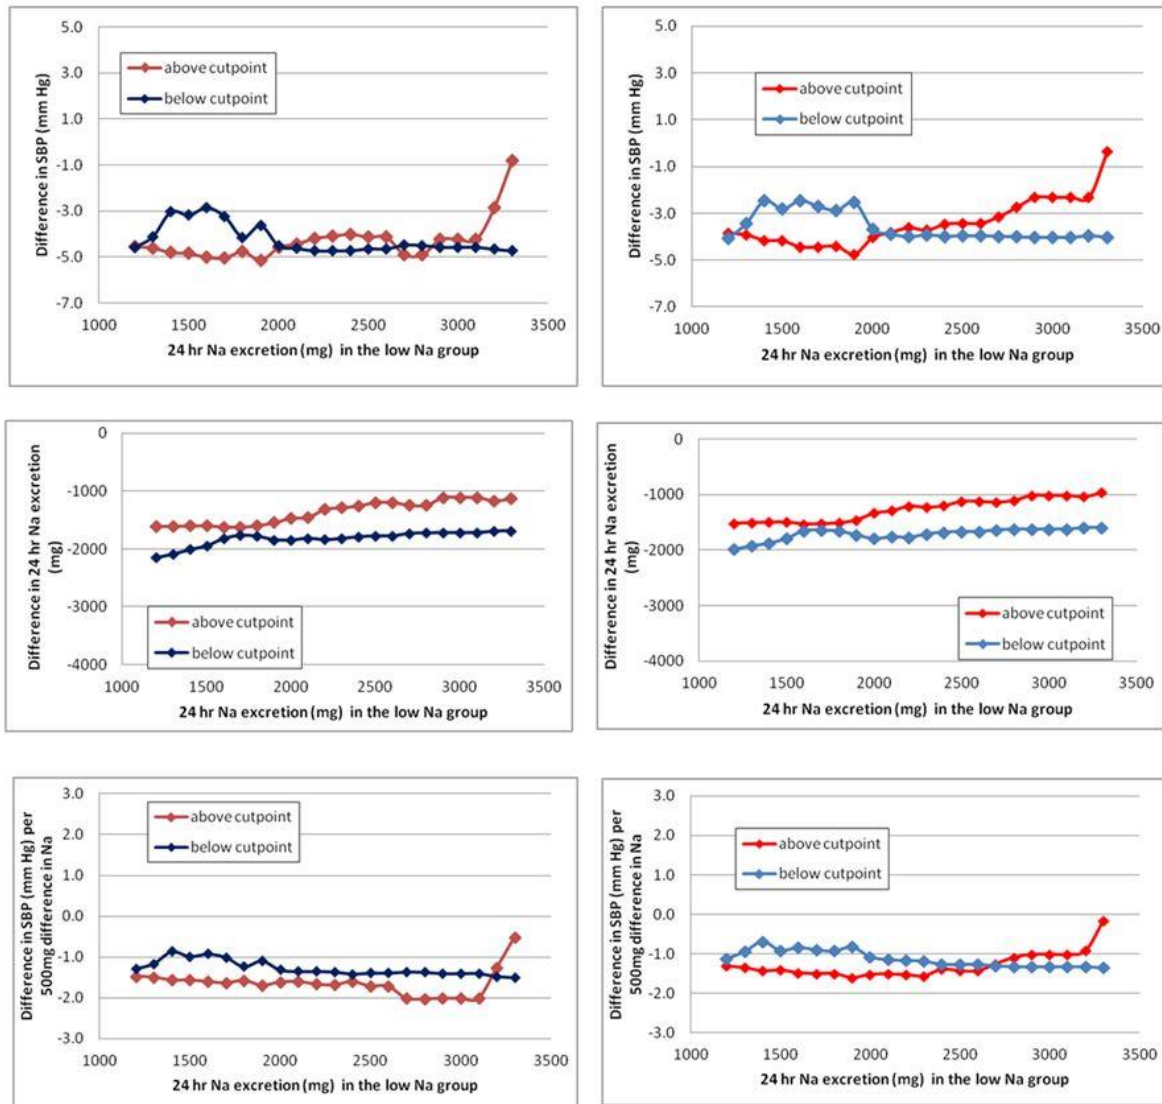 Difference in SBP (mm Hg)
5.0
3.0
1.0
-1.0
-3.0
-5.0
-7.0
above cutpoint
below cutpoint
1000 1500 2000 2500 3000 3500
24 hr Na excretion (mg) in the low Na group
Difference in SBP (mm Hg)
5.0
3.0
1.0
-1.0
-3.0
-5.0
-7.0
above cutpoint
below cutpoint
1000 1500 2000 2500 3000 3500
24 hr Na excretion (mg) in the low Na group
Difference in 24 hr Na excretion
(mg)
0
-1000
-2000
-3000
-4000
above cutpoint
below cutpoint
1000 1500 2000 2500 3000 3500
24 hr Na excretion (mg) in the low Na group
Difference in 24 hr Na excretion
(mg)
0
-1000
-2000
-3000
-4000
above cutpoint
below cutpoint
1000 1500 2000 2500 3000 3500
24 hr Na excretion (mg) in the low Na group
Difference in SBP (mm Hg) per
500mg difference in Na
3.0
2.0
1.0
0.0
-1.0
-2.0
-3.0
above cutpoint
below cutpoint
1000 1500 2000 2500 3000 3500
24 hr Na excretion (mg) in the low Na group
Difference in SBP (mm Hg) per
500mg difference in Na
3.0
2.0
1.0
0.0
-1.0
-2.0
-3.0
above cutpoint
below cutpoint
1000 1500 2000 2500 3000 3500
24 hr Na excretion (mg) in the low Na group